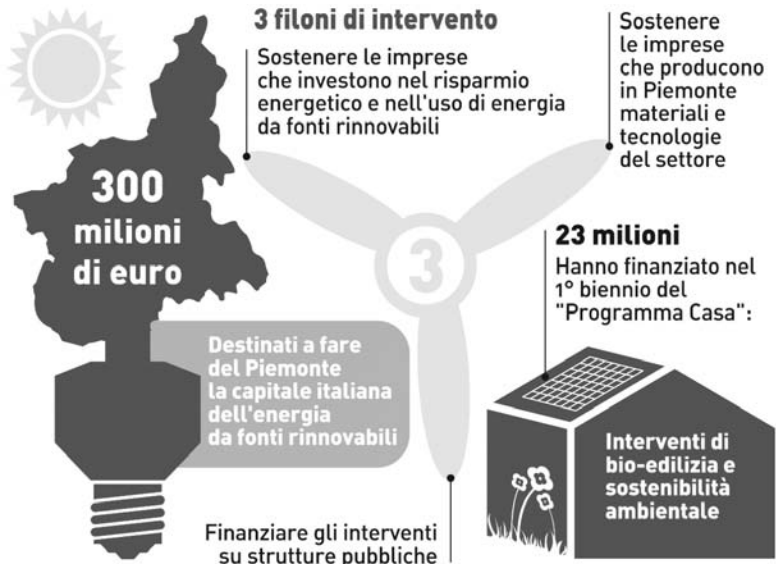 3 filoni di intervento
Sostenere le imprese
che investono nel risparmio
energetico e nell'uso di energia
da fonti rinnovabili
Sostenere
le imprese
che producono
in Piemonte
materiali e
tecnologie
del settore
300
milioni
di euro
3
Destinati a fare
del Piemonte
la capitale italiana
dell'energia
da fonti rinnovabili
23 milioni
Hanno finanziato nel
1° biennio del
"Programma Casa":
Interventi di
bio-edilizia e
sostenibilità
ambientale
Finanziare gli interventi
su strutture pubbliche